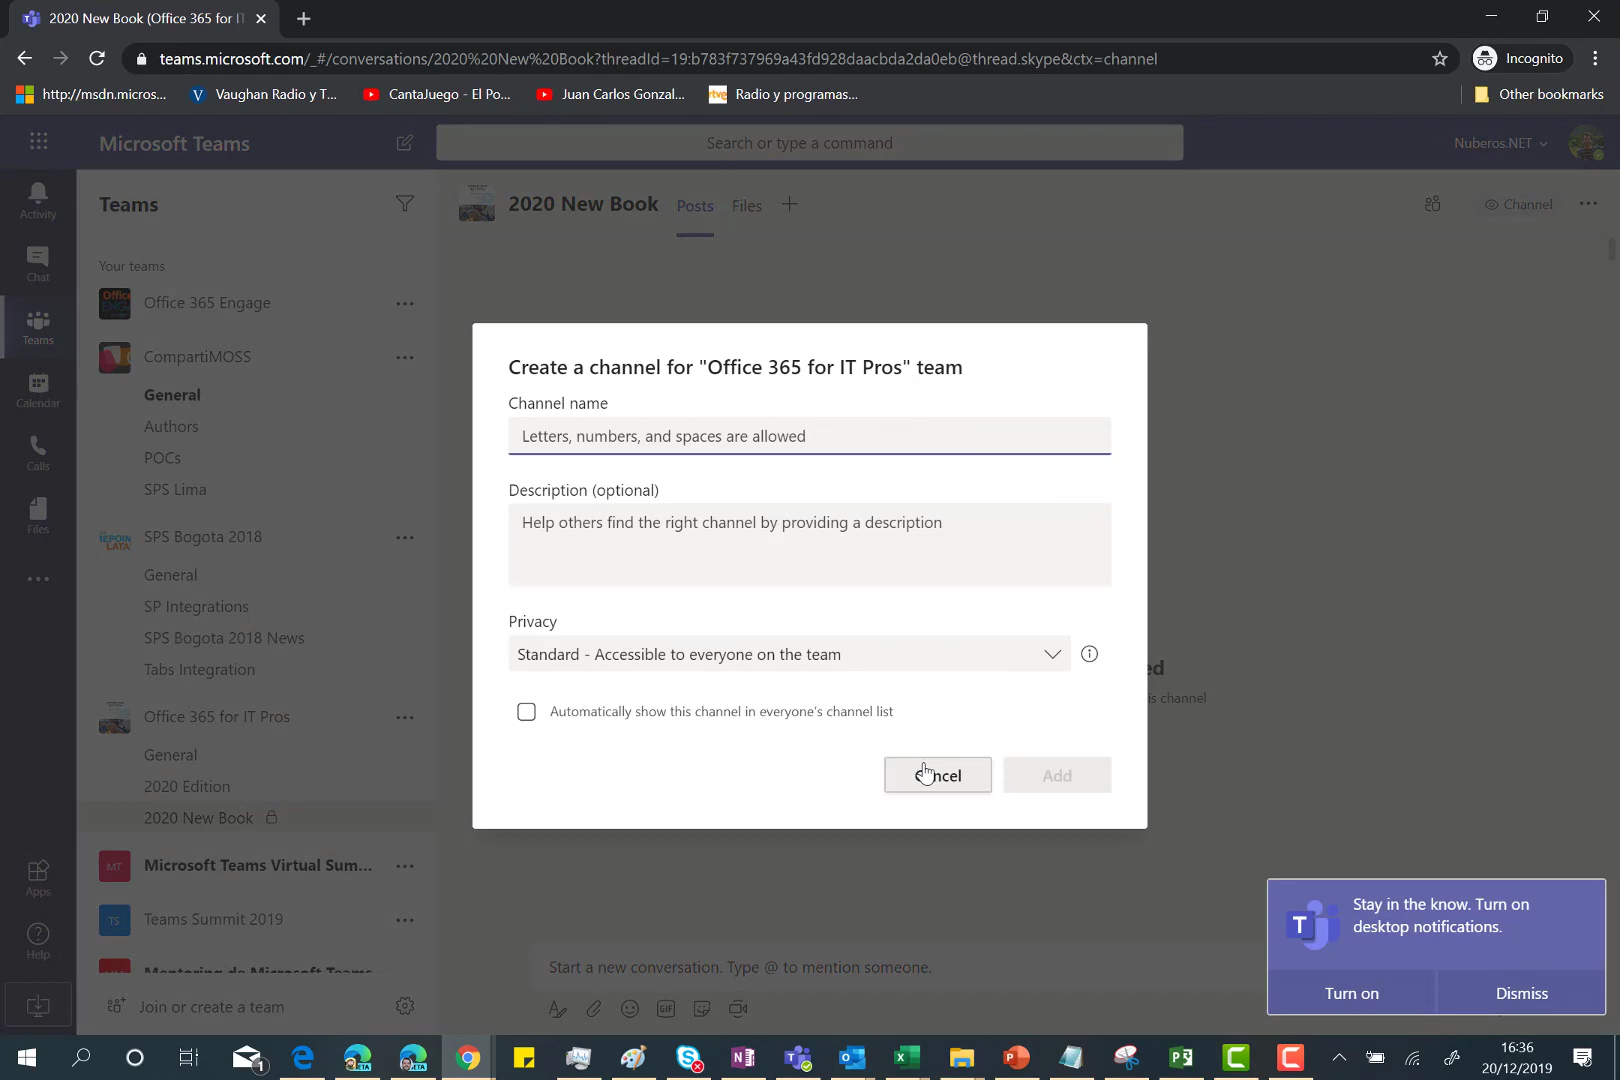 2020 New Book (Office 365 for IT
teams.microsoft.com/_#/conversations/2020%20New%20Book?threadId=19:b783f737969a43fd928daacbda2da0eb@thread.skype&ctx=channel
Incognito
http://msdn.micros...
Vaughan Radio y T...
CantaJuego - El Po...
Juan Carlos Gonzal...
Radio y programas...
Other bookmarks
Microsoft Teams
Search or type a command
Nuberos.NET
Activity
Chat
Teams
Calendar
Calls
Files
Apps
Help
Teams
Your teams
Office 365 Engage
CompartiMOSS
General
Authors
POCs
SPS Lima
SPS Bogota 2018
General
SP Integrations
SPS Bogota 2018 News
Tabs Integration
Office 365 for IT Pros
General
2020 Edition
2020 New Book
MT Microsoft Teams Virtual Sum...
TS Teams Summit 2019
Mentoring de Microsoft Teams
Join or create a team
2020 New Book
Posts
Files
Channel
Create a channel for "Office 365 for IT Pros" team
Channel name
Letters, numbers, and spaces are allowed
Description (optional)
Help others find the right channel by providing a description
Privacy
Standard - Accessible to everyone on the team
Automatically show this channel in everyone's channel list
Cancel
Add
ed
is channel
Start a new conversation. Type @ to mention someone.
GIF
Stay in the know. Turn on
desktop notifications.
Turn on
Dismiss
16:36
20/12/2019